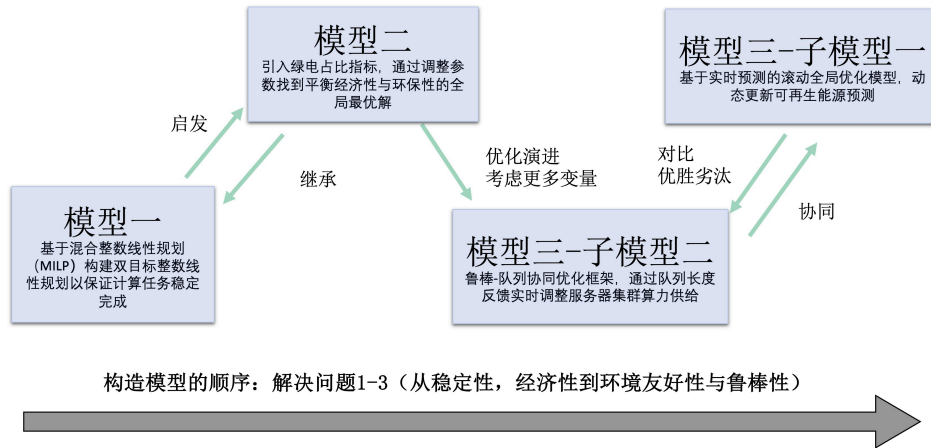 模型二
引入绿电占比指标，通过调整参
数找到平衡经济性与环保性的全
局最优解
模型三-子模型一
基于实时预测的滚动全局优化模型，动
态更新可再生能源预测
启发
继承
优化演进
考虑更多变量
对比
优胜劣汰
协同
模型一
基于混合整数线性规划
（MILP）构建双目标整数线
性规划以保证计算任务稳定
完成
模型三-子模型二
鲁棒-队列协同优化框架，通过队列长度
反馈实时调整服务器集群算力供给
构造模型的顺序：解决问题1-3（从稳定性，经济性到环境友好性与鲁棒性）